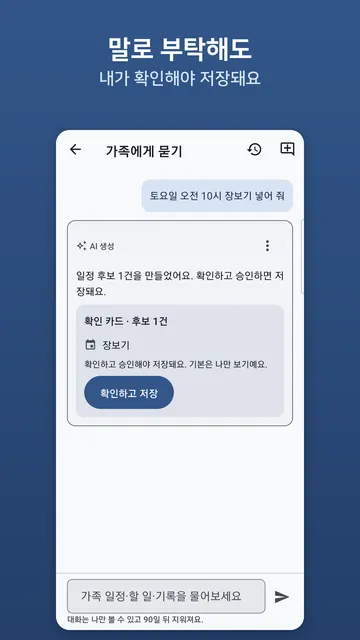 말로 부탁해도
내가 확인해야 저장돼요
가족에게 묻기
토요일 오전 10시 장보기 넣어 줘
AI 생성
일정 후보 1건을 만들었어요. 확인하고 승인하면 저
장돼요.
확인 카드 · 후보 1건
장보기
확인하고 승인해야 저장돼요. 기본은 나만 보기예요.
확인하고 저장
가족 일정·할 일·기록을 물어보세요
대화는 나만 볼 수 있고 90일 뒤 지워져요.